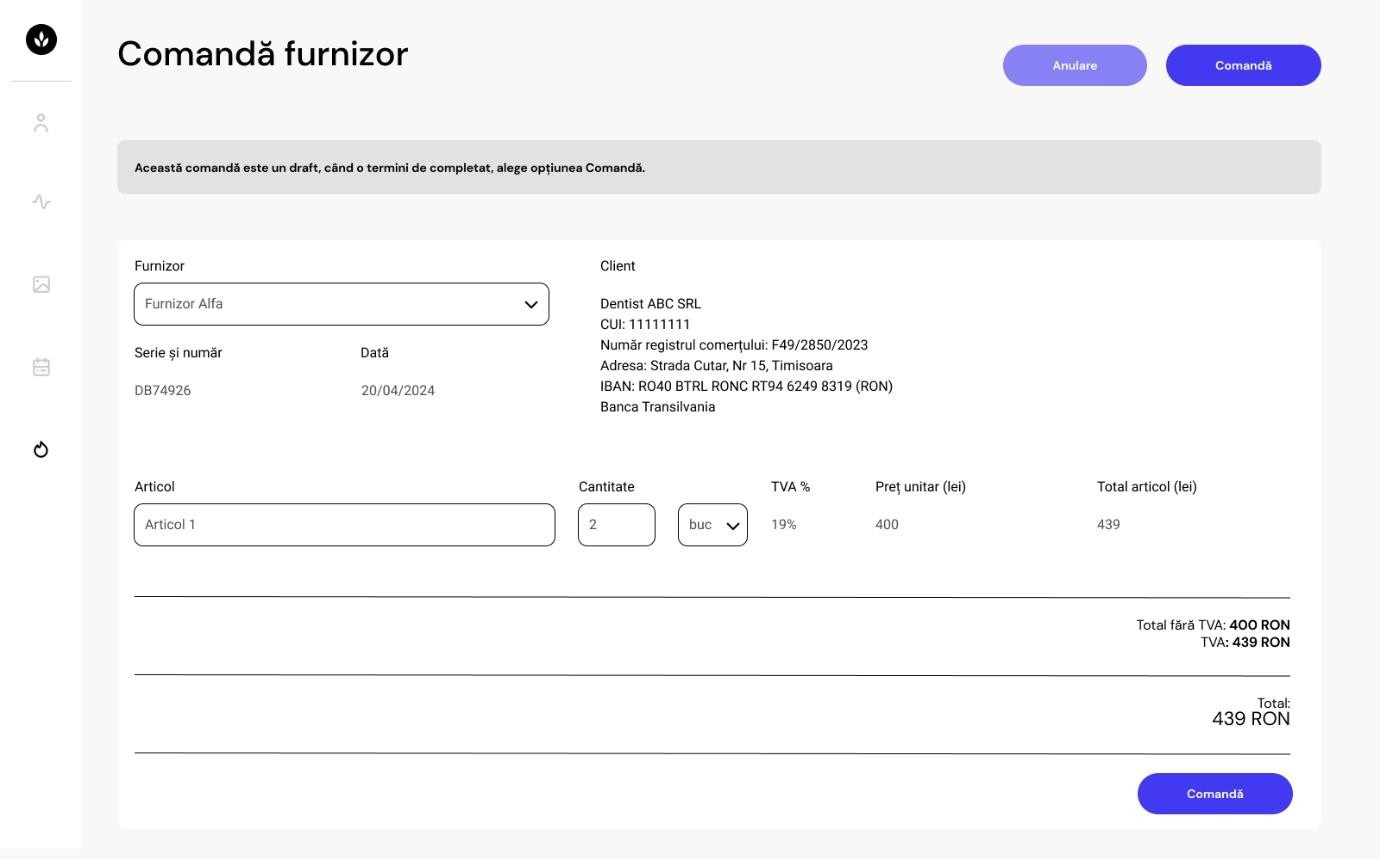 Comandă furnizor
Anulare
Comandă
Această comandă este un draft, când o termini de completat, alege opțiunea Comandă.
Furnizor
Furnizor Alfa
Serie și număr
Dată
DB74926
20/04/2024
Client
Dentist ABC SRL
CUI: 11111111
Număr registrul comerțului: F49/2850/2023
Adresa: Strada Cutar, Nr 15, Timisoara
IBAN: RO40 BTRL RONC RT94 6249 8319 (RON)
Banca Transilvania
Articol
Cantitate
TVA %
Preț unitar (lei)
Total articol (lei)
Articol 1
2
buc
19%
400
439
Total fără TVA: 400 RON
TVA: 439 RON
Total:
439 RON
Comandă